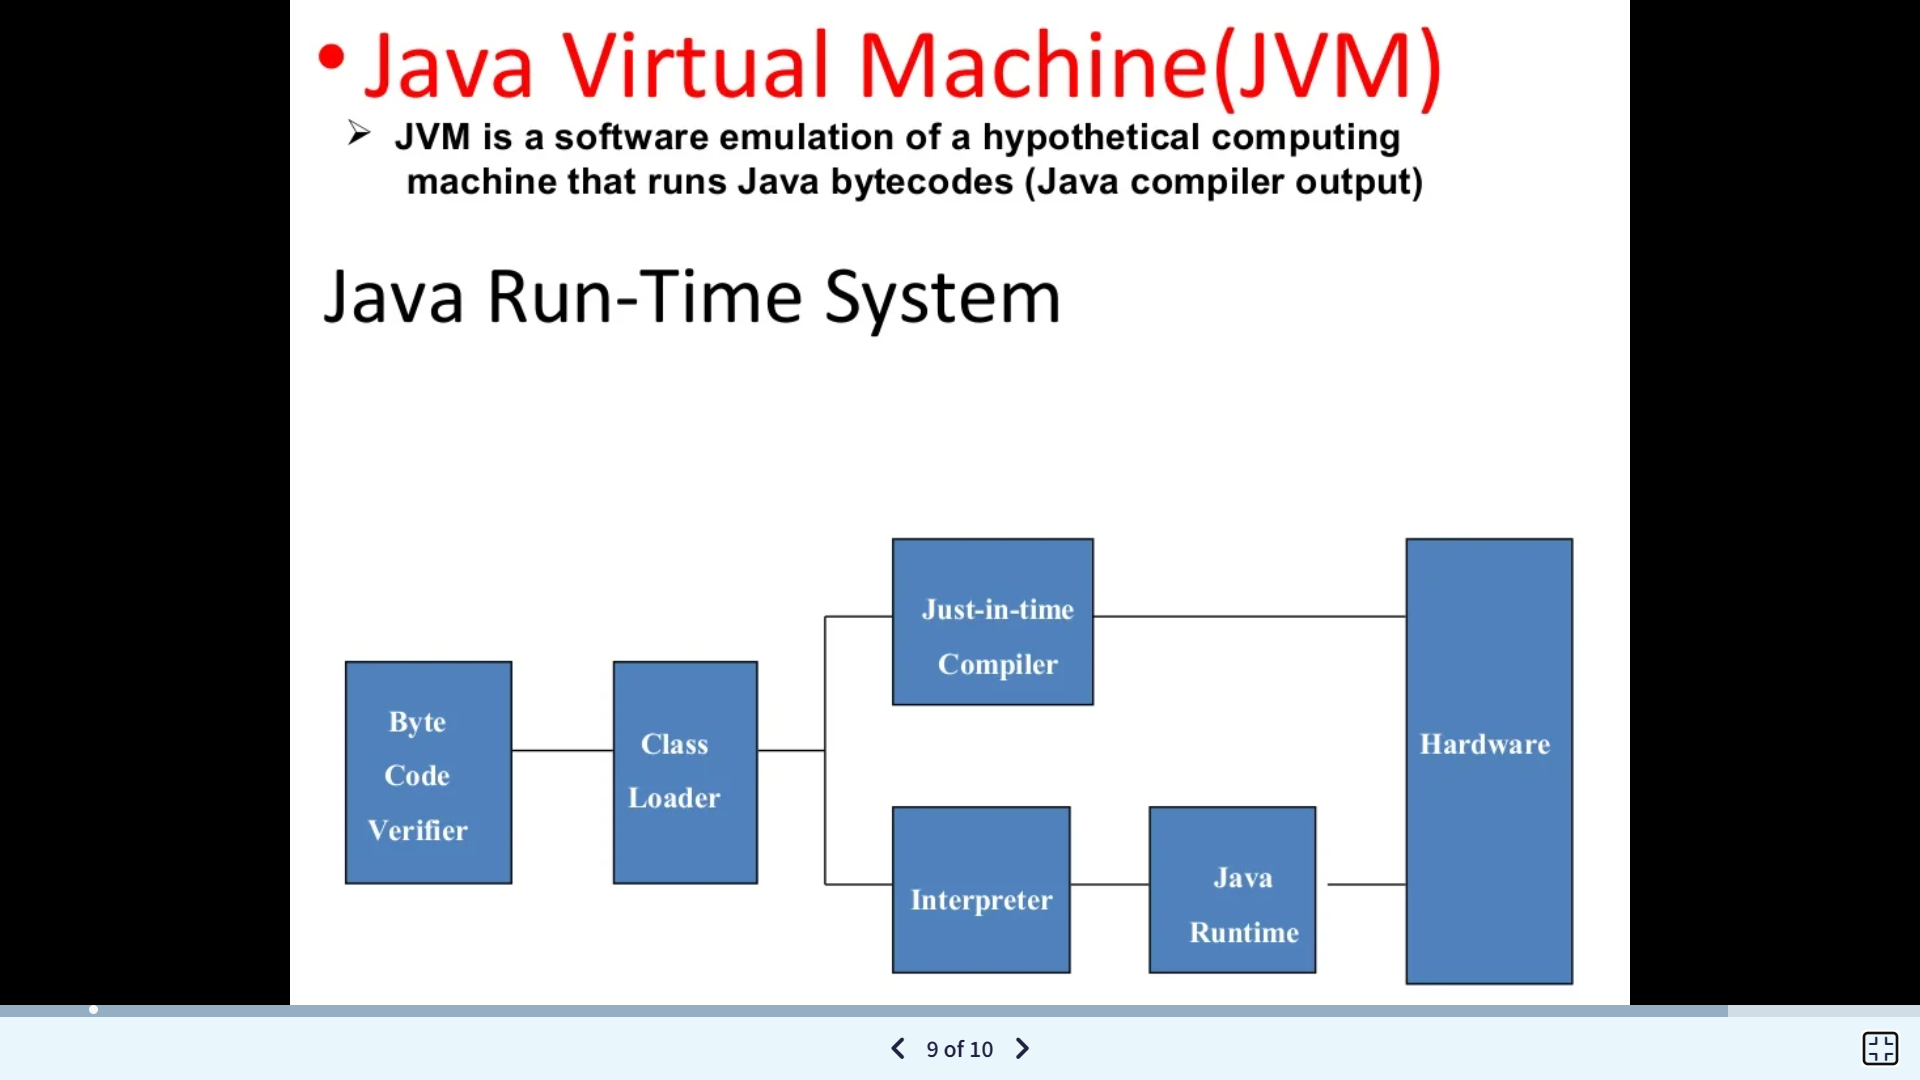 • Java Virtual Machine(JVM)
➢ JVM is a software emulation of a hypothetical computing
machine that runs Java bytecodes (Java compiler output)
Java Run-Time System
Byte
Code
Verifier
Class
Loader
Just-in-time
Compiler
Interpreter
Java
Runtime
Hardware
9 of 10